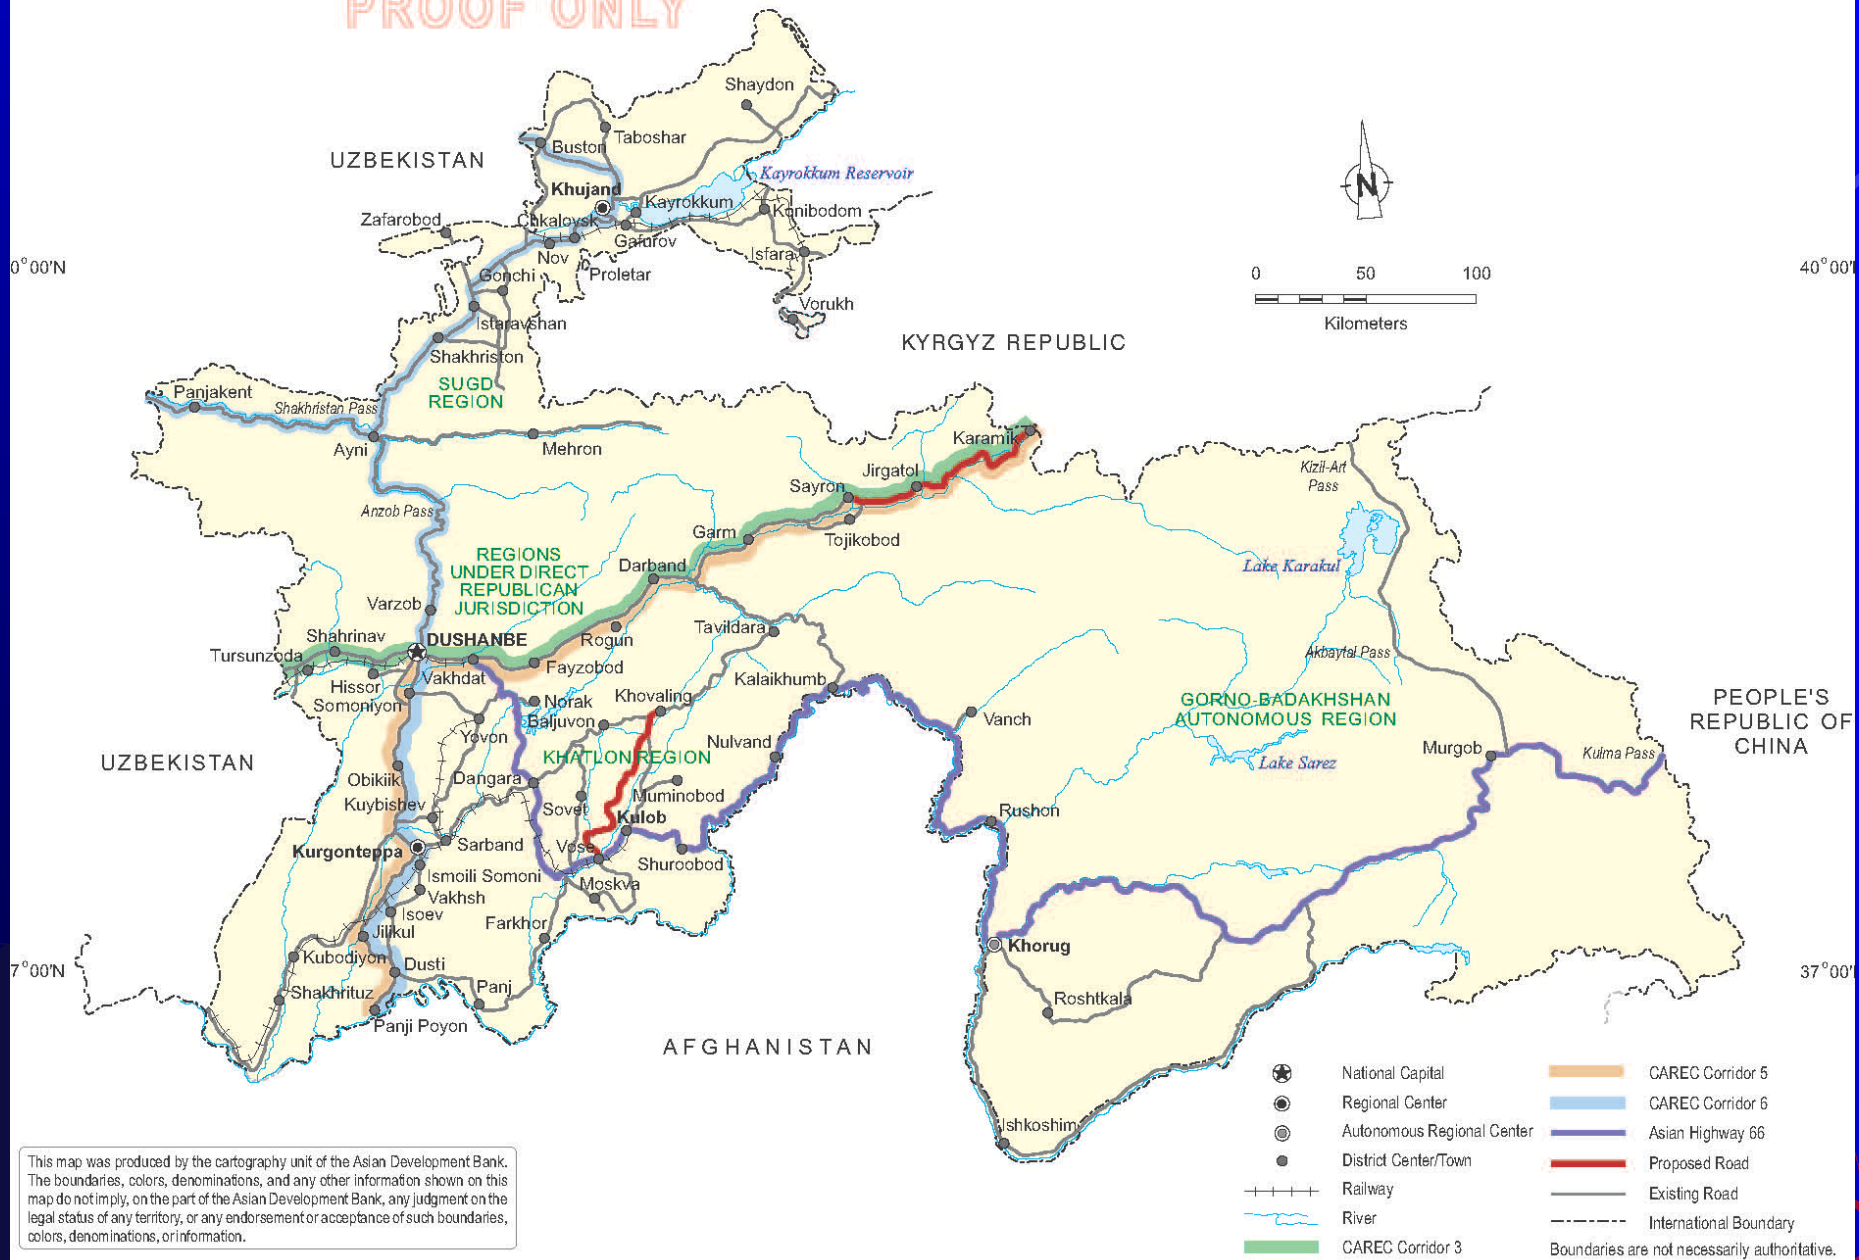 PROOF ONLY
Shaydon
Taboshar
Buston
UZBEKISTAN
Kayrokkum Reservoir
Khujand
Kayrokkum
Konibodom
Zafarobod
Chkalovsk
Gafurov
Isfara
Nov
Proletar
Gonchi
0°00'N
40°00'N
N
0 50 100
Kilometers
Vorukh
Istaravshan
Shakhriston
KYRGYZ REPUBLIC
SUGD
REGION
Panjakent
Shakhristan Pass
Ayni
Mehron
Karamik
Jirgatol
Sayron
Kizil-Art
Pass
Anzob Pass
Garm
Tojikobod
REGIONS
UNDER DIRECT
REPUBLICAN
JURISDICTION
Darband
Lake Karakul
Varzob
Shahrinav
DUSHANBE
Rogun
Tavildara
Tursunzoda
Fayzobod
Akbaytal Pass
Hissor
Vakhdat
Kalaikhumb
Somoniyon
Norak
Khovaling
GORNO-BADAKHSHAN
AUTONOMOUS REGION
PEOPLE'S
REPUBLIC OF
CHINA
Baljuvon
Vanch
Yovon
Nulvand
Murgob
Kulma Pass
KHATLON REGION
UZBEKISTAN
Lake Sarez
Obikiik
Dangara
Muminobod
Kuybishev
Sovet
Kulob
Rushon
Kurgonteppa
Sarband
Vose
Shuroobod
Ismoili Somoni
Moskva
Vakhsh
Isoev
Farkhor
Jilikul
Khorug
Kubodiyon
Dusti
7°00'N
37°00'N
Shakhrituz
Panj
Roshtkala
Panji Poyon
AFGHANISTAN
Ishkoshim
National Capital
Regional Center
Autonomous Regional Center
District Center/Town
Railway
River
CAREC Corridor 3
CAREC Corridor 5
CAREC Corridor 6
Asian Highway 66
Proposed Road
Existing Road
International Boundary
Boundaries are not necessarily authoritative.
This map was produced by the cartography unit of the Asian Development Bank.
The boundaries, colors, denominations, and any other information shown on this
map do not imply, on the part of the Asian Development Bank, any judgment on the
legal status of any territory, or any endorsement or acceptance of such boundaries,
colors, denominations, or information.